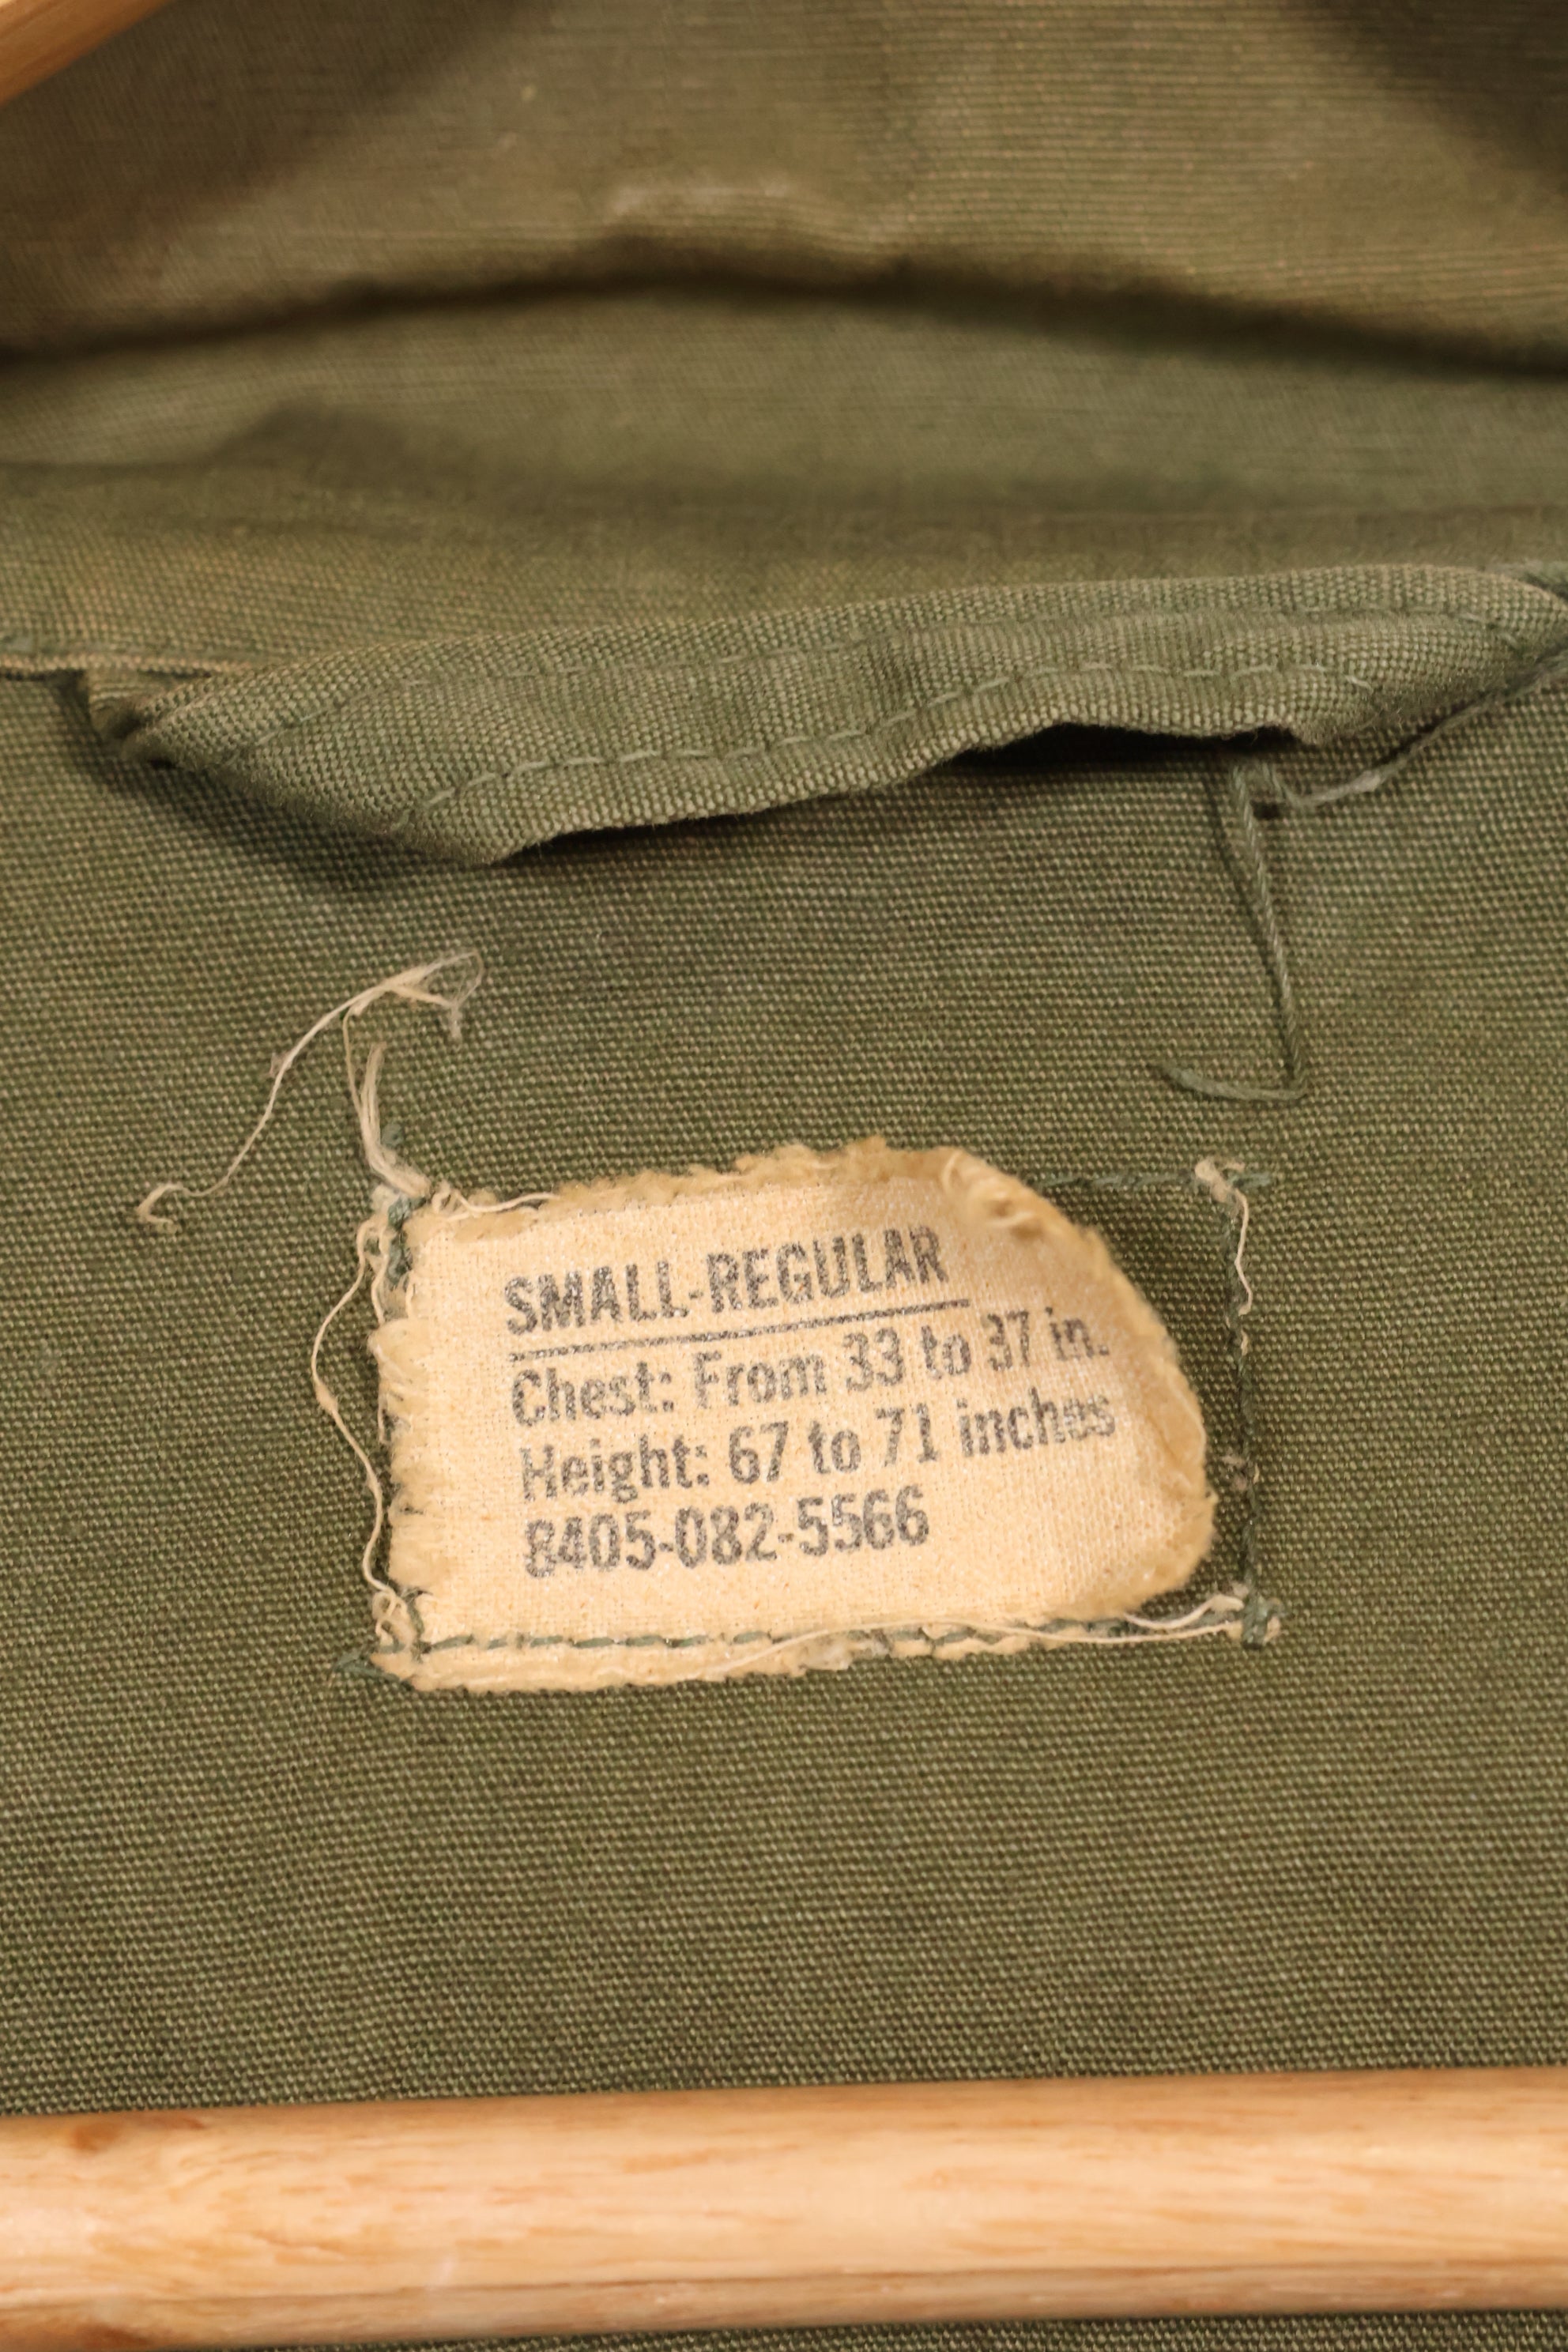 SMALL-REGULAR
Chest: From 33 to 37 in.
Height: 67 to 71 inches
8405-082-5566